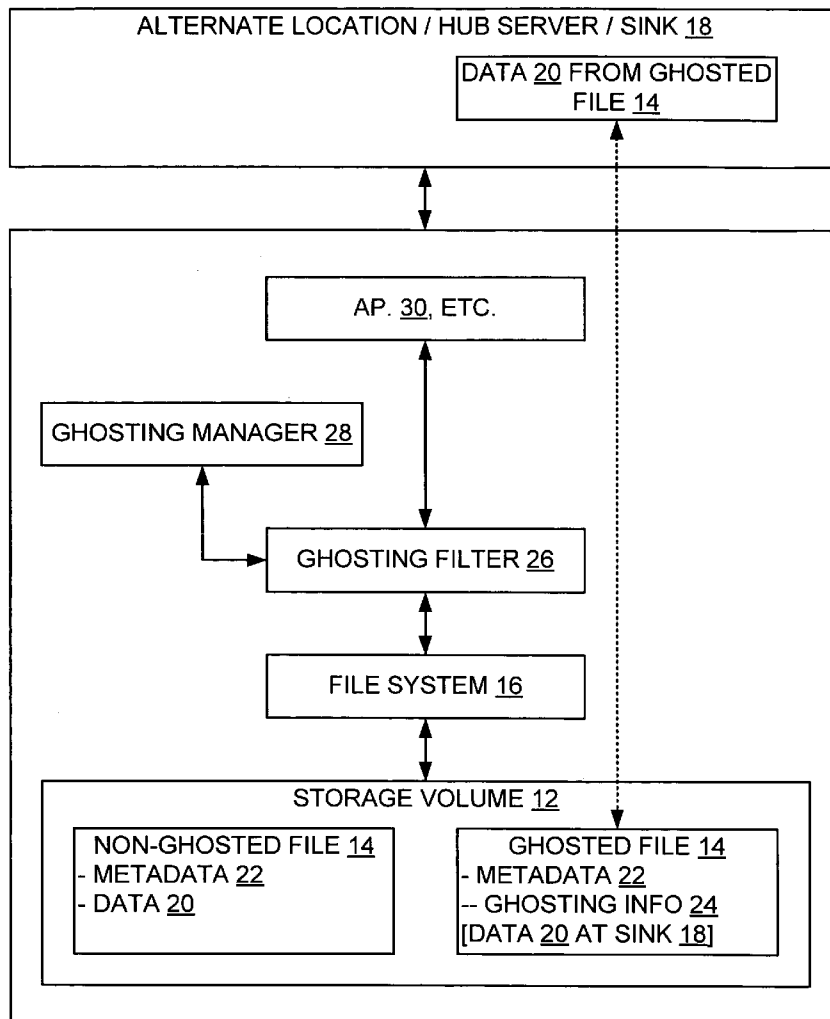 ALTERNATE LOCATION / HUB SERVER / SINK 18
DATA 20 FROM GHOSTED
FILE 14
AP. 30, ETC.
GHOSTING MANAGER 28
GHOSTING FILTER 26
FILE SYSTEM 16
STORAGE VOLUME 12
NON-GHOSTED FILE 14
- METADATA 22
- DATA 20
GHOSTED FILE 14
- METADATA 22
-- GHOSTING INFO 24
[DATA 20 AT SINK 18]